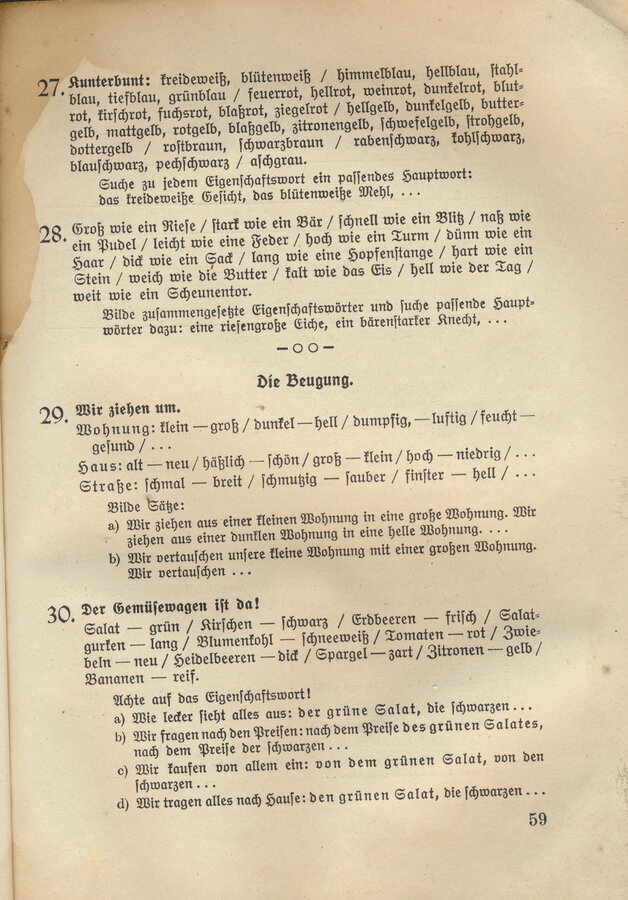 27. Kunterbunt: kreideweiß, blütenweiß / himmelblau, hellblau, stahl-
blau, tiefblau, grünblau / feuerrot, hellrot, weinrot, dunkelrot, blut-
rot, kirschrot, fuchsrot, blaßrot, ziegelrot / hellgelb, dunkelgelb, butter-
gelb, mattgelb, rotgelb, blaßgelb, zitronengelb, schwefelgelb, strohgelb,
dottergelb / rostbraun, schwarzbraun / rabenschwarz, kohlschwarz,
blauschwarz, pechschwarz / aschgrau.
Suche zu jedem Eigenschaftswort ein passendes Hauptwort:
das kreideweiße Gesicht, das blütenweiße Mehl, ...
28. Groß wie ein Riese / stark wie ein Bär / schnell wie ein Blitz / naß wie
ein Pudel / leicht wie eine Feder / hoch wie ein Turm / dünn wie ein
Haar / dick wie ein Sack / lang wie eine Hopfenstange / hart wie ein
Stein / weich wie die Butter / kalt wie das Eis / hell wie der Tag /
weit wie ein Scheunentor.
Bilde zusammengesetzte Eigenschaftswörter und suche passende Haupt-
wörter dazu: eine riesengroße Eiche, ein bärenstarker Knecht, ...
Die Beugung.
29. Wir ziehen um.
Wohnung: klein — groß / dunkel — hell / dumpfig, — luftig / feucht —
gesund / ...
Haus: alt — neu / häßlich — schön / groß — klein / hoch — niedrig / ...
Straße: schmal — breit / schmutzig — sauber / finster — hell / ...
Bilde Sätze:
a) Wir ziehen aus einer kleinen Wohnung in eine große Wohnung. Wir
ziehen aus einer dunklen Wohnung in eine helle Wohnung. ...
b) Wir vertauschen unsere kleine Wohnung mit einer großen Wohnung.
Wir vertauschen ...
30. Der Gemüsewagen ist da!
Salat — grün / Kirschen — schwarz / Erdbeeren — frisch / Salat-
gurken — lang / Blumenkohl — schneeweiß / Tomaten — rot / Zwie-
beln — neu / Heidelbeeren — dick / Spargel — zart / Zitronen — gelb /
Bananen — reif.
Achte auf das Eigenschaftswort!
a) Wie lecker sieht alles aus: der grüne Salat, die schwarzen ...
b) Wir fragen nach den Preisen: nach dem Preise des grünen Salates,
nach dem Preise der schwarzen ...
c) Wir kaufen von allem ein: von dem grünen Salat, von den
schwarzen ...
d) Wir tragen alles nach Hause: den grünen Salat, die schwarzen ...
59